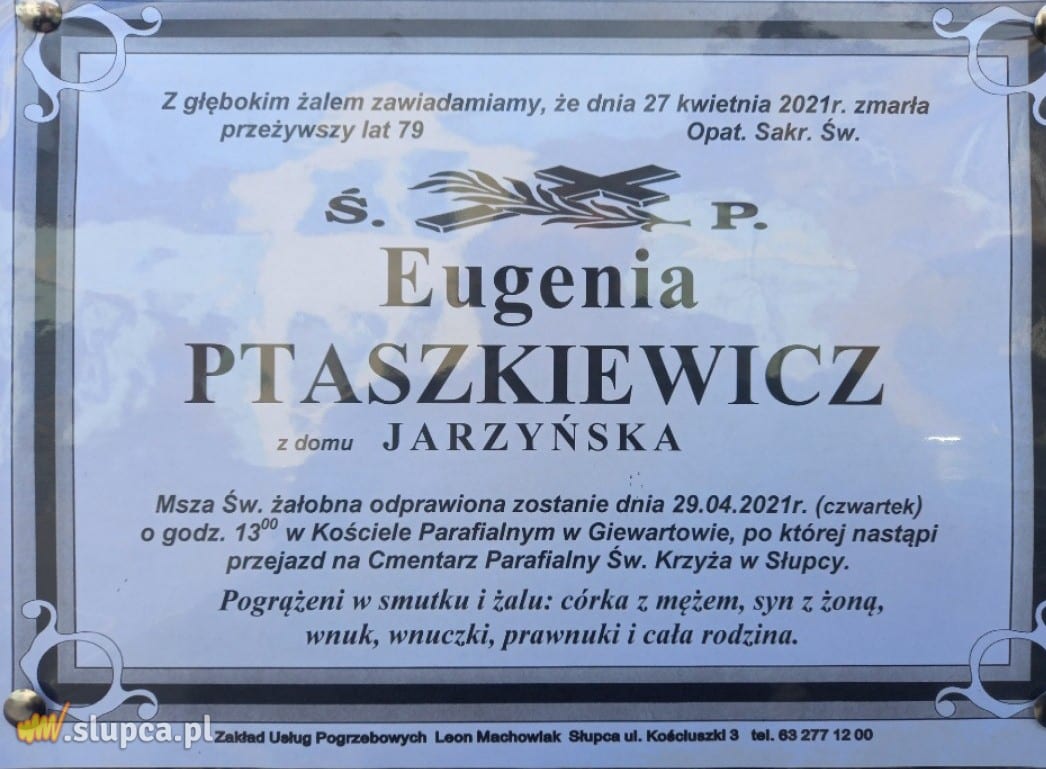 Z głębokim żalem zawiadamiamy, że dnia 27 kwietnia 2021r. zmarła
przeżywszy lat 79 Opat. Sakr. Św.
Ś. P.
Eugenia
PTASZKIEWICZ
z domu JARZYŃSKA
Msza Św. żałobna odprawiona zostanie dnia 29.04.2021r. (czwartek)
o godz. 13⁰⁰ w Kościele Parafialnym w Giewartowie, po której nastąpi
przejazd na Cmentarz Parafialny Św. Krzyża w Słupcy.
Pogrążeni w smutku i żalu: córka z mężem, syn z żoną,
wnuk, wnuczki, prawnuki i cała rodzina.
www.slupca.pl
Zakład Usług Pogrzebowych Leon Machowiak Słupca ul. Kościuszki 3 tel. 63 277 12 00